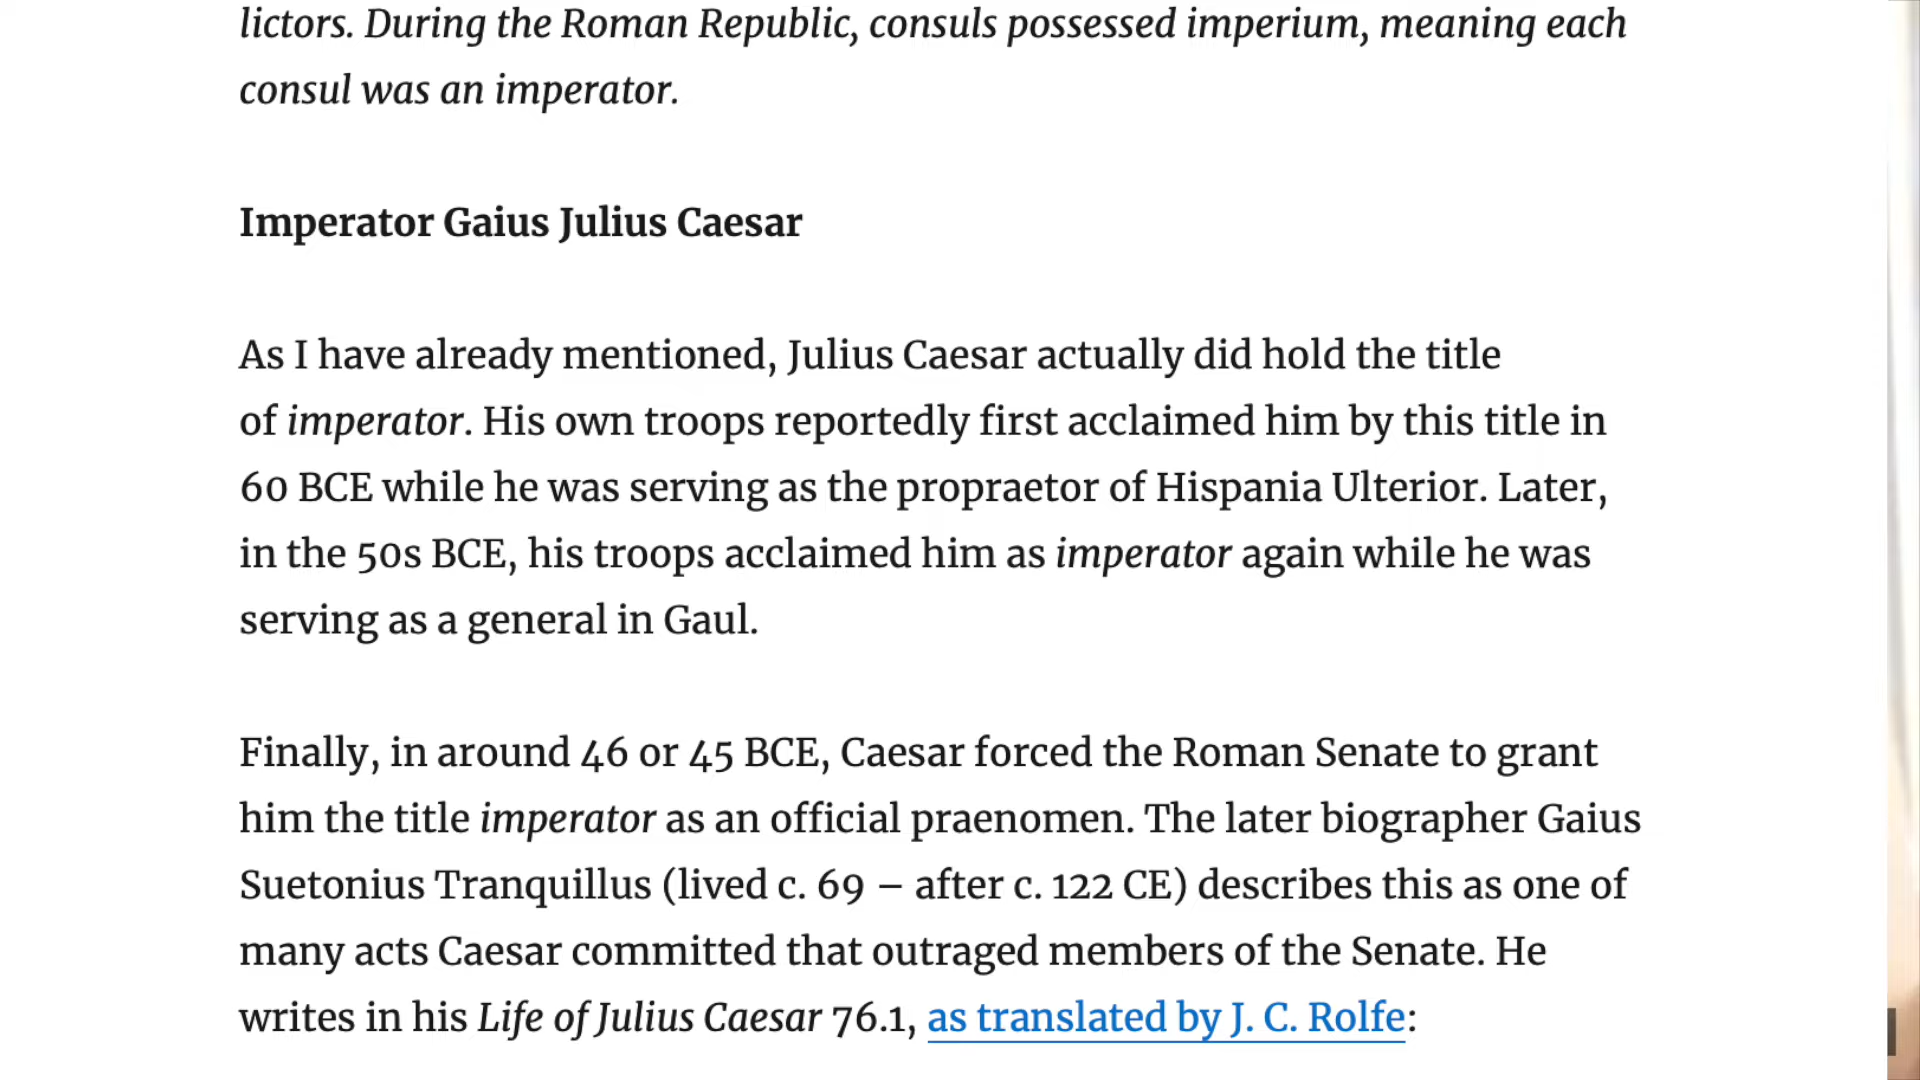 lictors. During the Roman Republic, consuls possessed imperium, meaning each
consul was an imperator.
Imperator Gaius Julius Caesar
As I have already mentioned, Julius Caesar actually did hold the title
of imperator. His own troops reportedly first acclaimed him by this title in
60 BCE while he was serving as the propraetor of Hispania Ulterior. Later,
in the 50s BCE, his troops acclaimed him as imperator again while he was
serving as a general in Gaul.
Finally, in around 46 or 45 BCE, Caesar forced the Roman Senate to grant
him the title imperator as an official praenomen. The later biographer Gaius
Suetonius Tranquillus (lived c. 69 – after c. 122 CE) describes this as one of
many acts Caesar committed that outraged members of the Senate. He
writes in his Life of Julius Caesar 76.1, as translated by J. C. Rolfe: